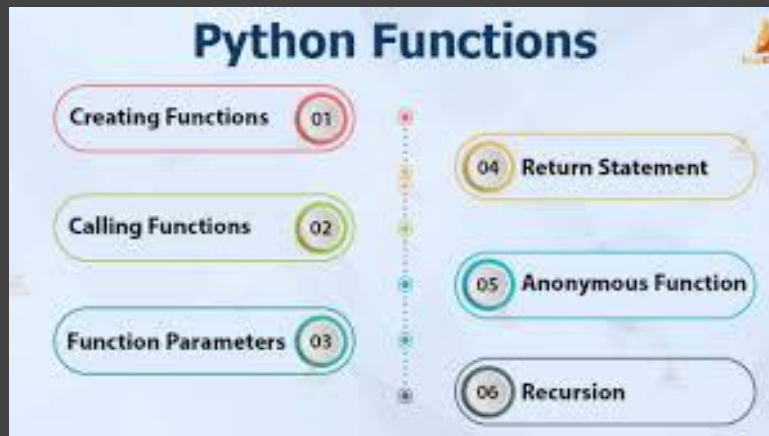 Python Functions
Creating Functions 01
Calling Functions 02
Function Parameters 03
04 Return Statement
05 Anonymous Function
06 Recursion